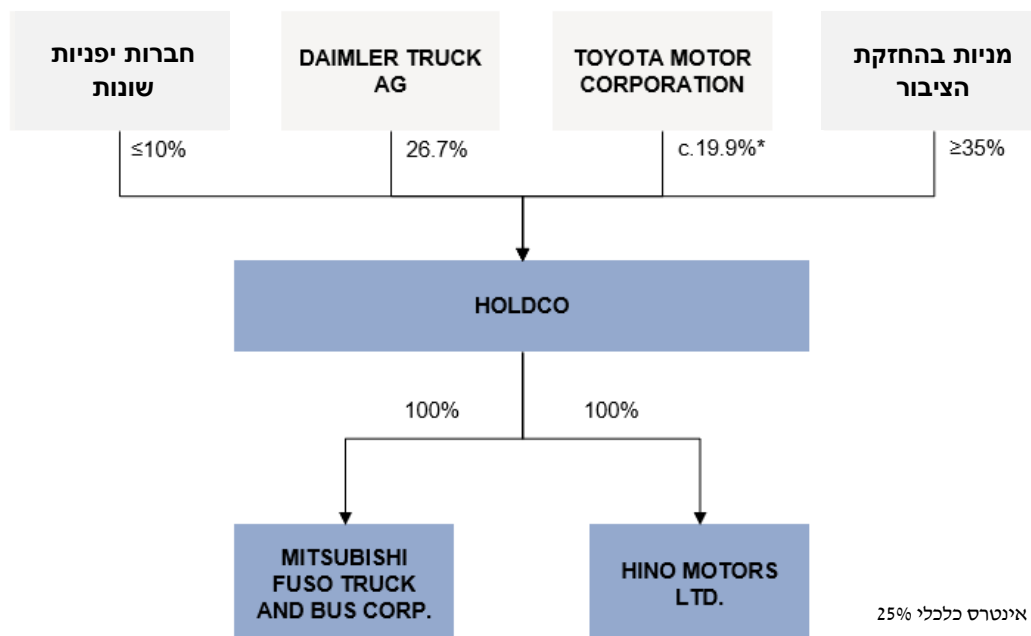 חברות יפניות
שונות
DAIMLER TRUCK
AG
TOYOTA MOTOR
CORPORATION
מניות בהחזקת
הציבור
≤10%
26.7%
c.19.9%*
≥35%
HOLDCO
100%
100%
MITSUBISHI
FUSO TRUCK
AND BUS CORP.
HINO MOTORS
LTD.
אינטרס כלכלי 25%